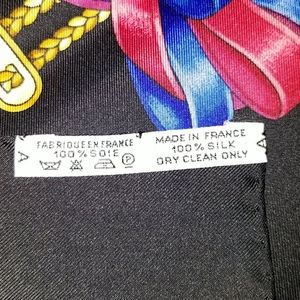 FABRIQUE EN FRANCE
100% SOIE
MADE IN FRANCE
100% SILK
DRY CLEAN ONLY